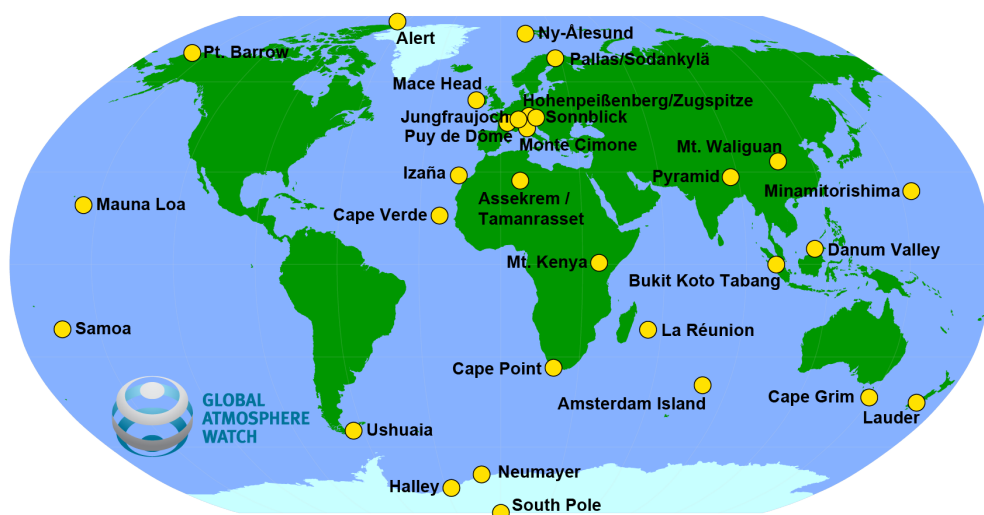 Alert
Ny-Ålesund
Pt. Barrow
Pallas/Sodankylä
Mace Head
Hohenpeißenberg/Zugspitze
Jungfraujoch
Sonnblick
Puy de Dôme
Monte Cimone
Mt. Waliguan
Izaña
Pyramid
Minamitorishima
Assekrem /
Tamanrasset
Mauna Loa
Cape Verde
Danum Valley
Mt. Kenya
Bukit Koto Tabang
Samoa
La Réunion
Cape Point
Amsterdam Island
Cape Grim
Lauder
GLOBAL
ATMOSPHERE
WATCH
Ushuaia
Neumayer
Halley
South Pole